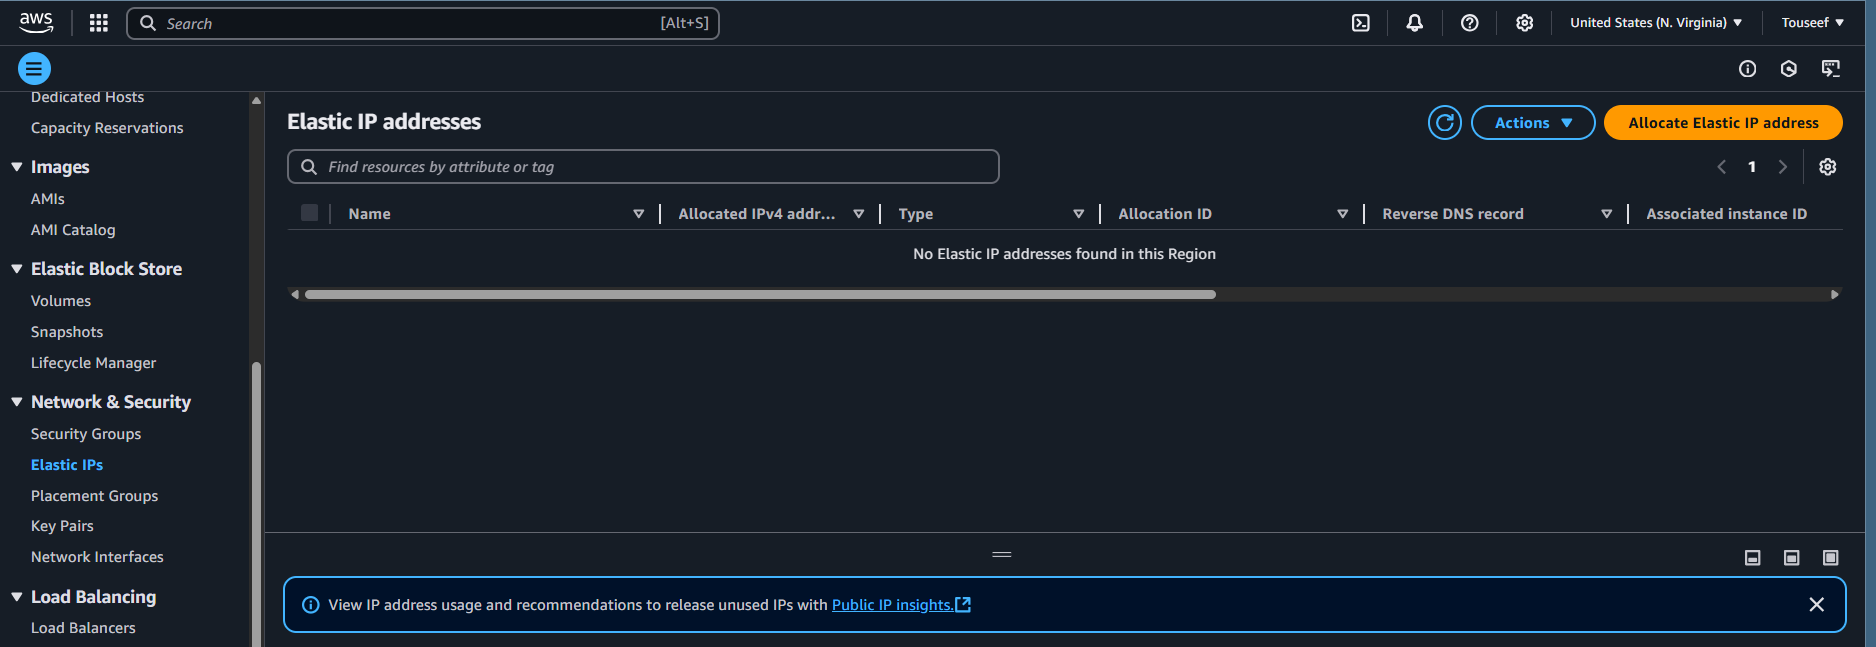 aws
Search [Alt+S]
United States (N. Virginia)
Touseef
Dedicated Hosts
Capacity Reservations
Images
AMIs
AMI Catalog
Elastic Block Store
Volumes
Snapshots
Lifecycle Manager
Network & Security
Security Groups
Elastic IPs
Placement Groups
Key Pairs
Network Interfaces
Load Balancing
Load Balancers
Elastic IP addresses
Actions
Allocate Elastic IP address
Find resources by attribute or tag
1
Name Allocated IPv4 addr... Type Allocation ID Reverse DNS record Associated instance ID
No Elastic IP addresses found in this Region
View IP address usage and recommendations to release unused IPs with Public IP insights.